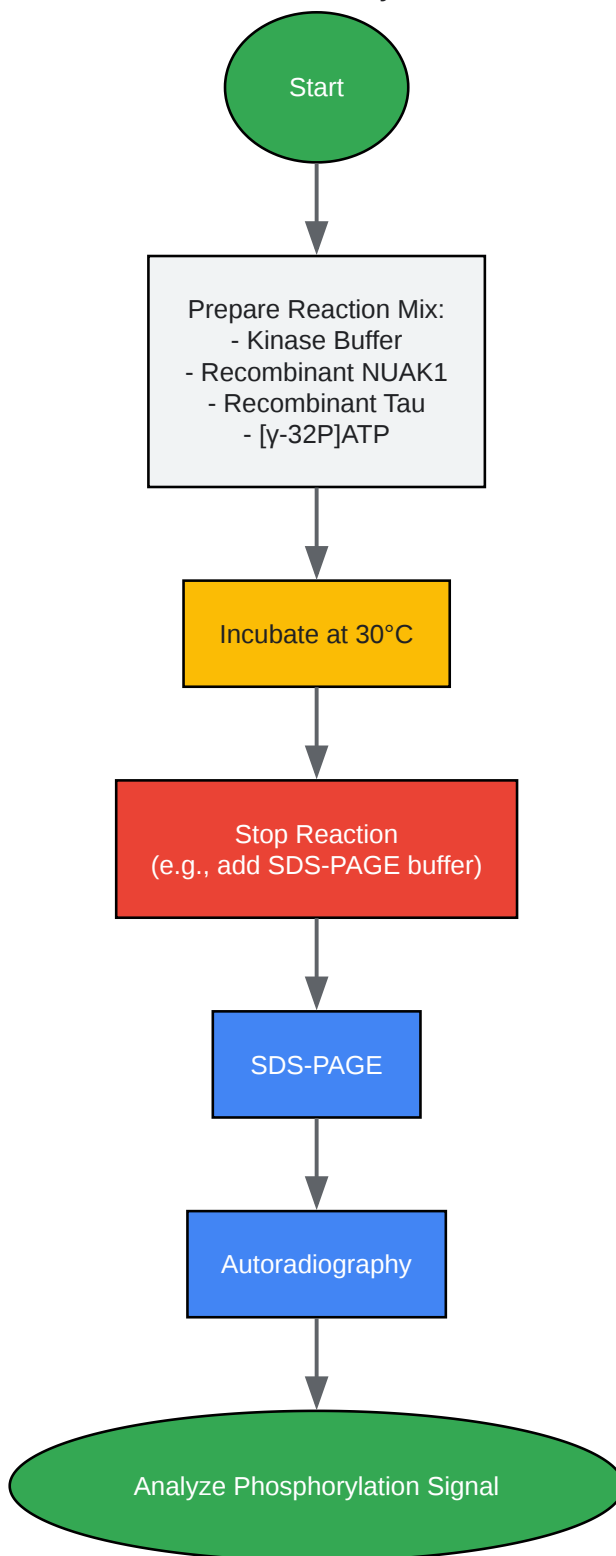 Start
Prepare Reaction Mix:
- Kinase Buffer
- Recombinant NUAK1
- Recombinant Tau
- [γ-32P]ATP
Incubate at 30°C
Stop Reaction
(e.g., add SDS-PAGE buffer)
SDS-PAGE
Autoradiography
Analyze Phosphorylation Signal